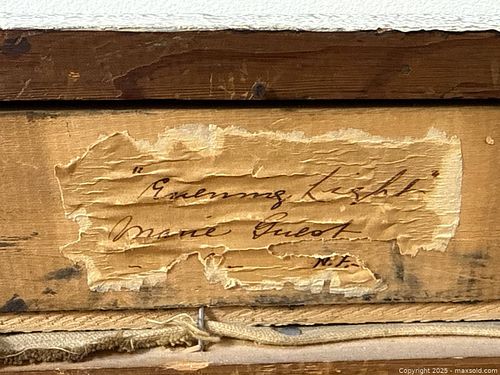 "Evening Light"
Marie Guest
N.Y.
Copyright 2025 - maxsold.com